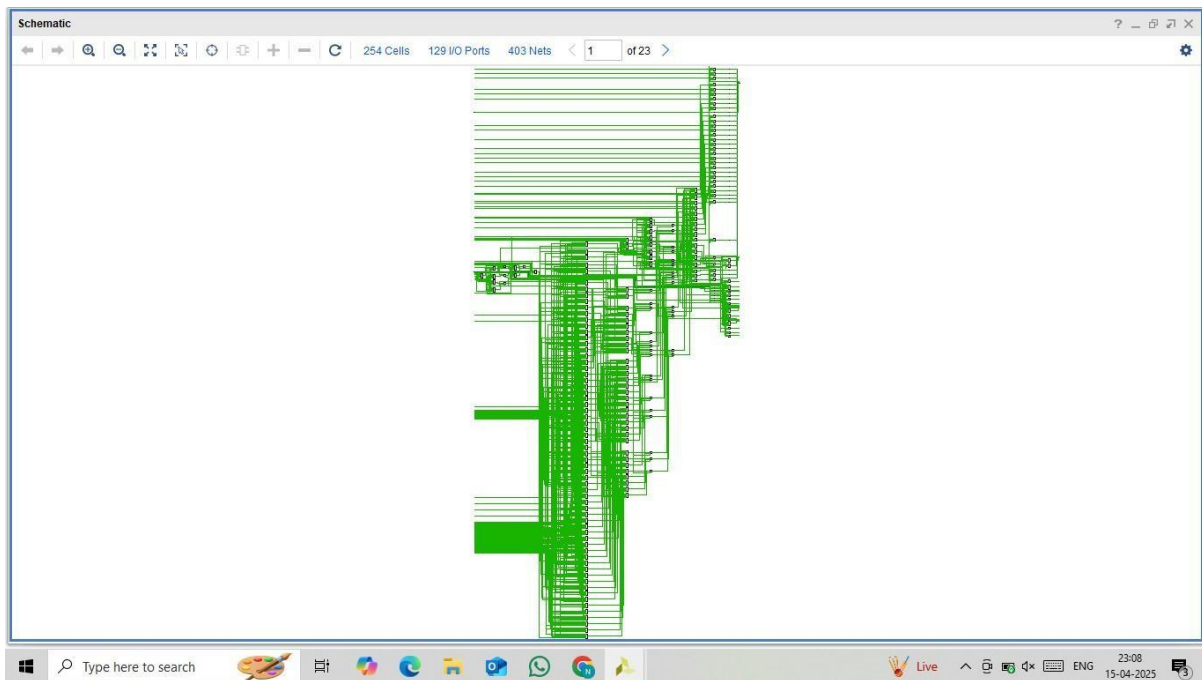 Schematic
254 Cells 129 I/O Ports 403 Nets 1 of 23
Type here to search Live ENG 23:08
15-04-2025 3